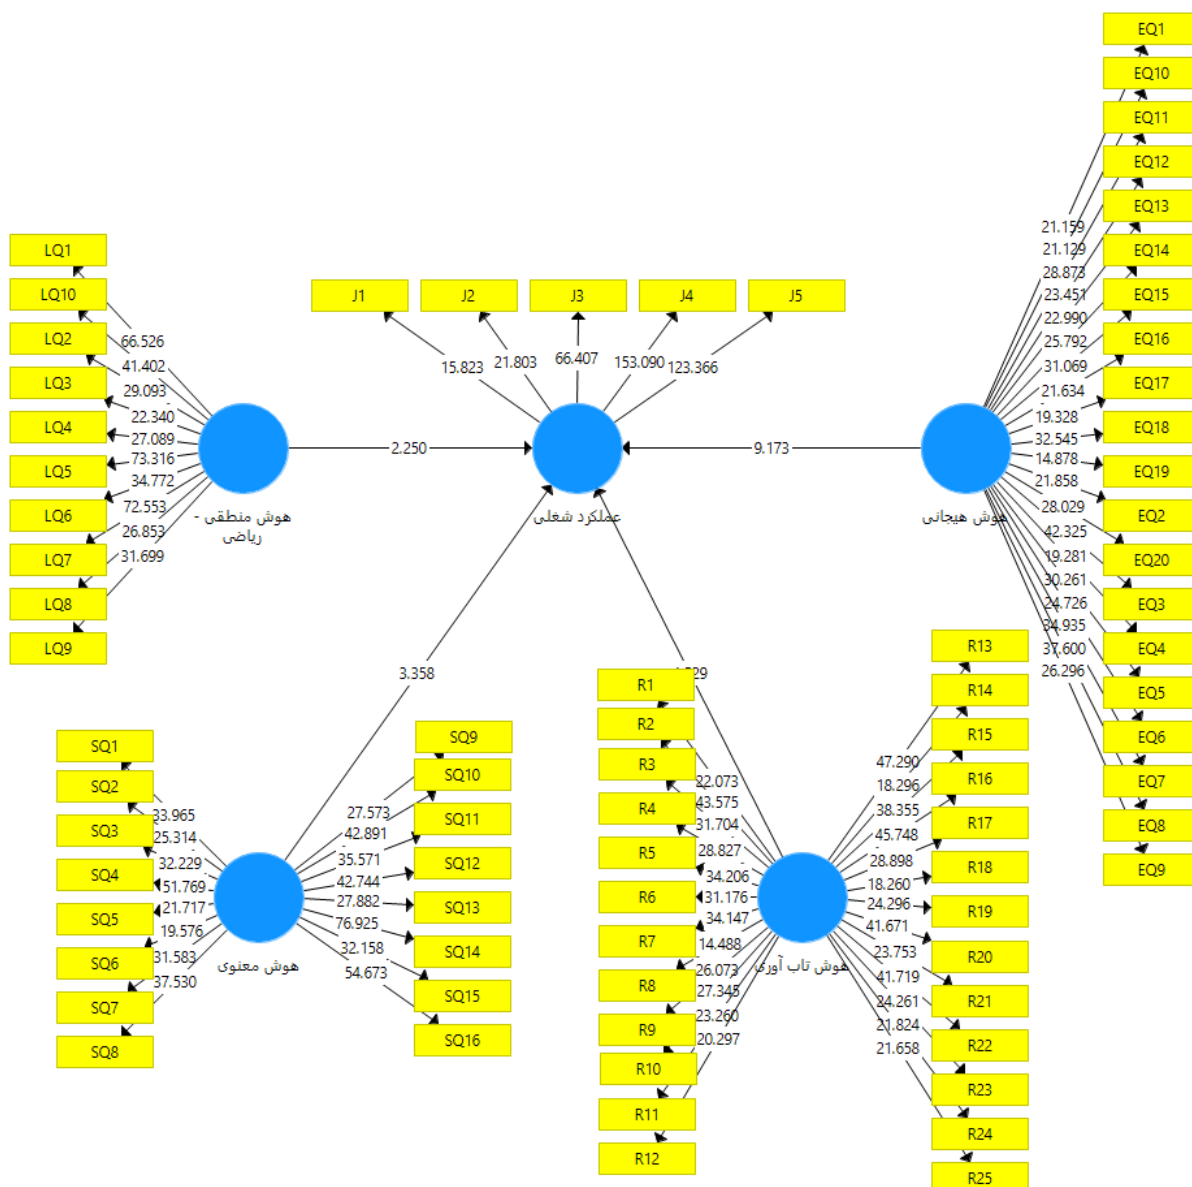 EQ1
EQ10
EQ11
EQ12
EQ13
EQ14
EQ15
EQ16
EQ17
EQ18
EQ19
EQ2
EQ20
EQ3
EQ4
EQ5
EQ6
EQ7
EQ8
EQ9
21.159
21.129
28.873
23.451
22.990
25.792
31.069
21.634
19.328
32.545
14.878
21.858
28.029
42.325
19.281
30.261
24.726
34.935
37.600
26.296
هوش هیجانی
9.173
J1
J2
J3
J4
J5
15.823
21.803
66.407
153.090
123.366
عملکرد شغلی
LQ1
LQ10
LQ2
LQ3
LQ4
LQ5
LQ6
LQ7
LQ8
LQ9
66.526
41.402
29.093
22.340
27.089
73.316
34.772
72.553
26.853
31.699
هوش منطقی -
ریاضی
2.250
3.358
SQ1
SQ2
SQ3
SQ4
SQ5
SQ6
SQ7
SQ8
33.965
25.314
32.229
51.769
21.717
19.576
31.583
37.530
هوش معنوی
SQ9
SQ10
SQ11
SQ12
SQ13
SQ14
SQ15
SQ16
27.573
42.891
35.571
42.744
27.882
76.925
32.158
54.673
R1
R2
R3
R4
R5
R6
R7
R8
R9
R10
R11
R12
22.073
43.575
31.704
28.827
34.206
31.176
34.147
14.488
26.073
27.345
23.260
20.297
هوش تاب آوری
R13
R14
R15
R16
R17
R18
R19
R20
R21
R22
R23
R24
R25
47.290
18.296
38.355
45.748
28.898
18.260
24.296
41.671
23.753
41.719
24.261
21.824
21.658